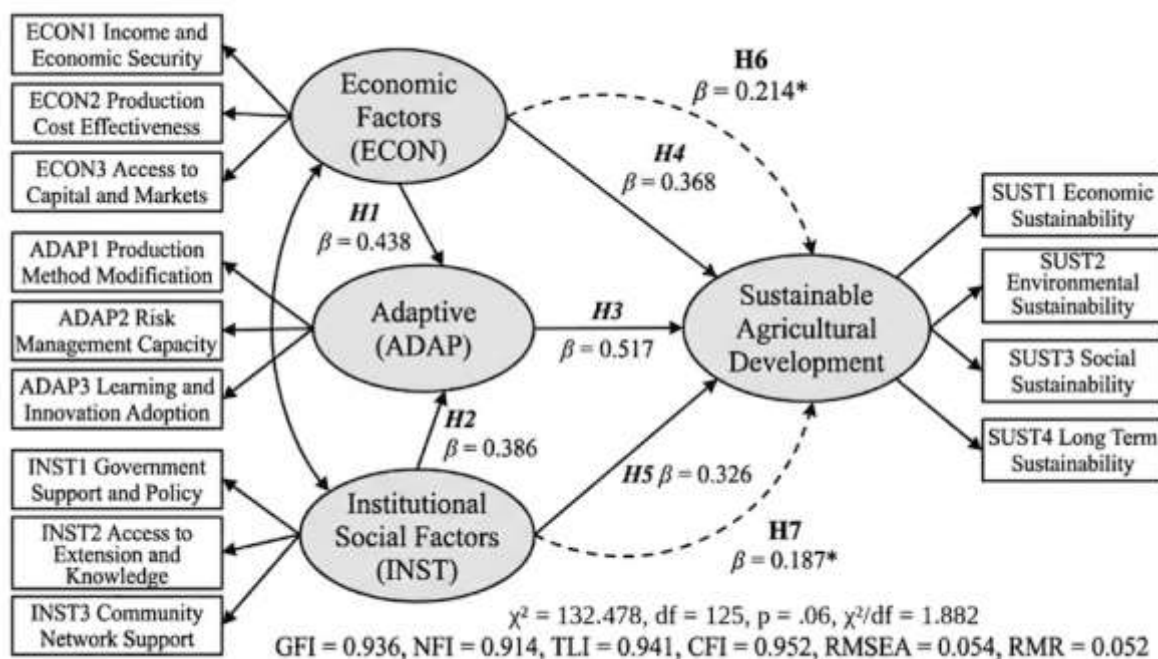 ECON1 Income and
Economic Security
ECON2 Production
Cost Effectiveness
ECON3 Access to
Capital and Markets
ADAP1 Production
Method Modification
ADAP2 Risk
Management Capacity
ADAP3 Learning and
Innovation Adoption
INST1 Government
Support and Policy
INST2 Access to
Extension and
Knowledge
INST3 Community
Network Support
Economic
Factors
(ECON)
H1
β = 0.438
Adaptive
(ADAP)
H2
β = 0.386
Institutional
Social Factors
(INST)
H6
β = 0.214*
H4
β = 0.368
H3
β = 0.517
H5 β = 0.326
H7
β = 0.187*
Sustainable
Agricultural
Development
SUST1 Economic
Sustainability
SUST2
Environmental
Sustainability
SUST3 Social
Sustainability
SUST4 Long Term
Sustainability
χ² = 132.478, df = 125, p = .06, χ²/df = 1.882
GFI = 0.936, NFI = 0.914, TLI = 0.941, CFI = 0.952, RMSEA = 0.054, RMR = 0.052